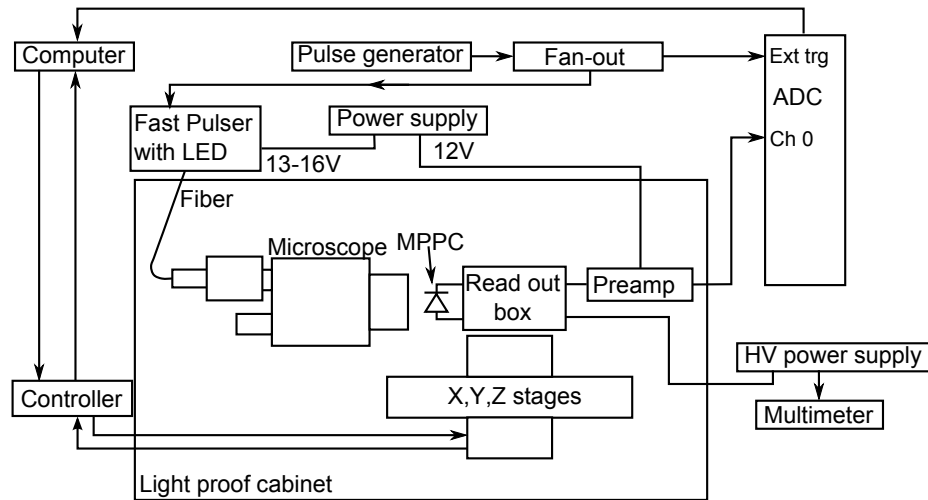 Computer
Pulse generator
Fan-out
Ext trg
ADC
Ch 0
Fast Pulser
with LED
Power supply
13-16V
12V
Fiber
Microscope
MPPC
Read out
box
Preamp
HV power supply
Multimeter
X,Y,Z stages
Controller
Light proof cabinet